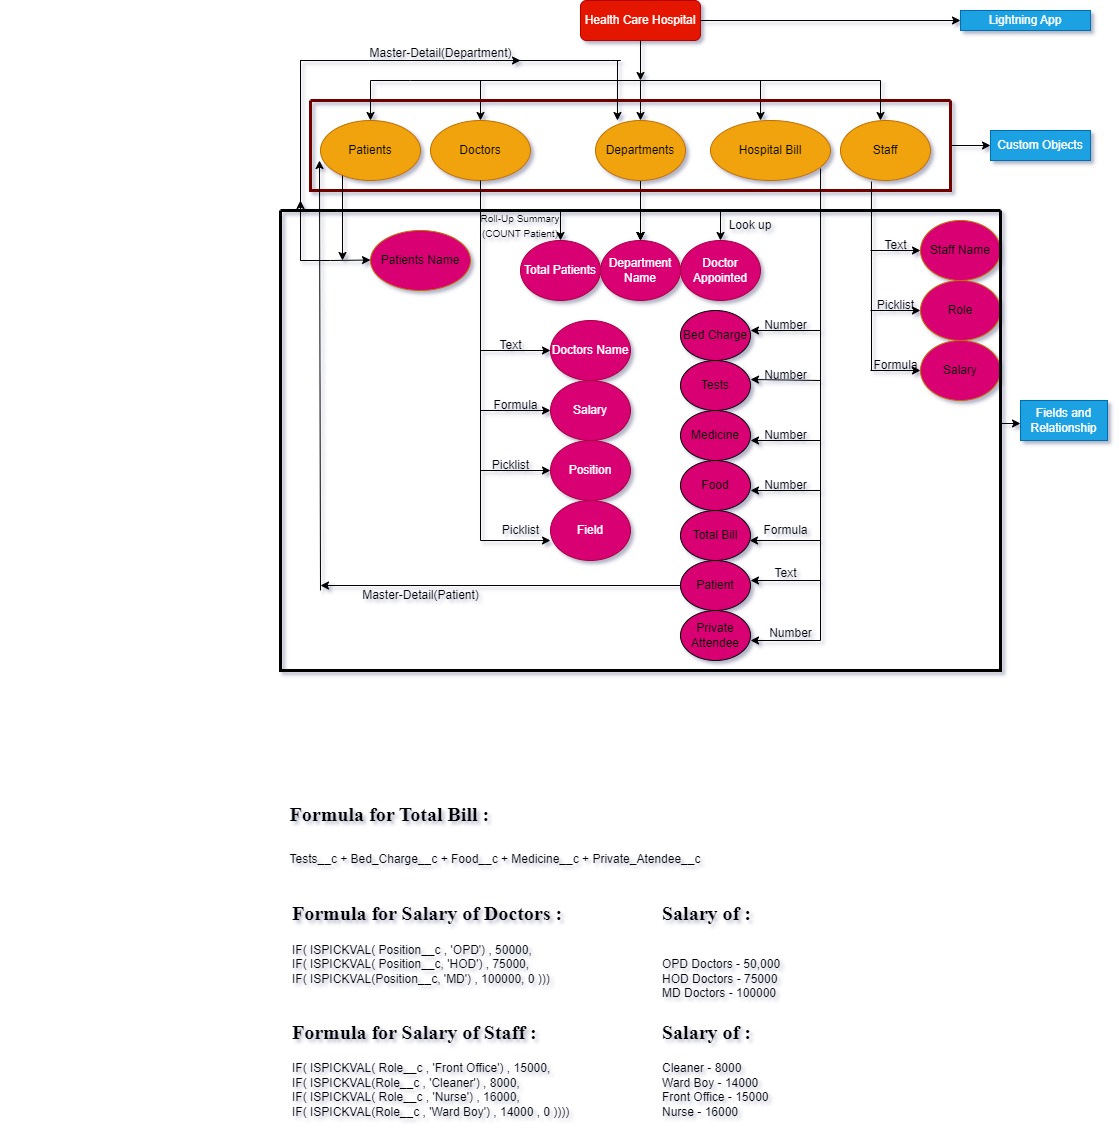 Health Care Hospital
Lightning App
Master-Detail(Department)
Patients
Doctors
Departments
Hospital Bill
Staff
Custom Objects
Roll-Up Summary
(COUNT Patient)
Look up
Patients Name
Total Patients
Department
Name
Doctor
Appointed
Text
Staff Name
Picklist
Role
Formula
Salary
Bed Charge
Number
Text
Doctors Name
Tests
Number
Formula
Salary
Medicine
Number
Fields and
Relationship
Picklist
Position
Food
Number
Picklist
Field
Total Bill
Formula
Patient
Text
Master-Detail(Patient)
Private
Attendee
Number
Formula for Total Bill :
Tests__c + Bed_Charge__c + Food__c + Medicine__c + Private_Atendee__c
Formula for Salary of Doctors :
IF( ISPICKVAL( Position__c , 'OPD') , 50000,
IF( ISPICKVAL( Position__c, 'HOD') , 75000,
IF( ISPICKVAL(Position__c, 'MD') , 100000, 0 )))
Salary of :
OPD Doctors - 50,000
HOD Doctors - 75000
MD Doctors - 100000
Formula for Salary of Staff :
IF( ISPICKVAL( Role__c , 'Front Office') , 15000,
IF( ISPICKVAL(Role__c , 'Cleaner') , 8000,
IF( ISPICKVAL( Role__c , 'Nurse') , 16000,
IF( ISPICKVAL(Role__c , 'Ward Boy') , 14000 , 0 ))))
Salary of :
Cleaner - 8000
Ward Boy - 14000
Front Office - 15000
Nurse - 16000